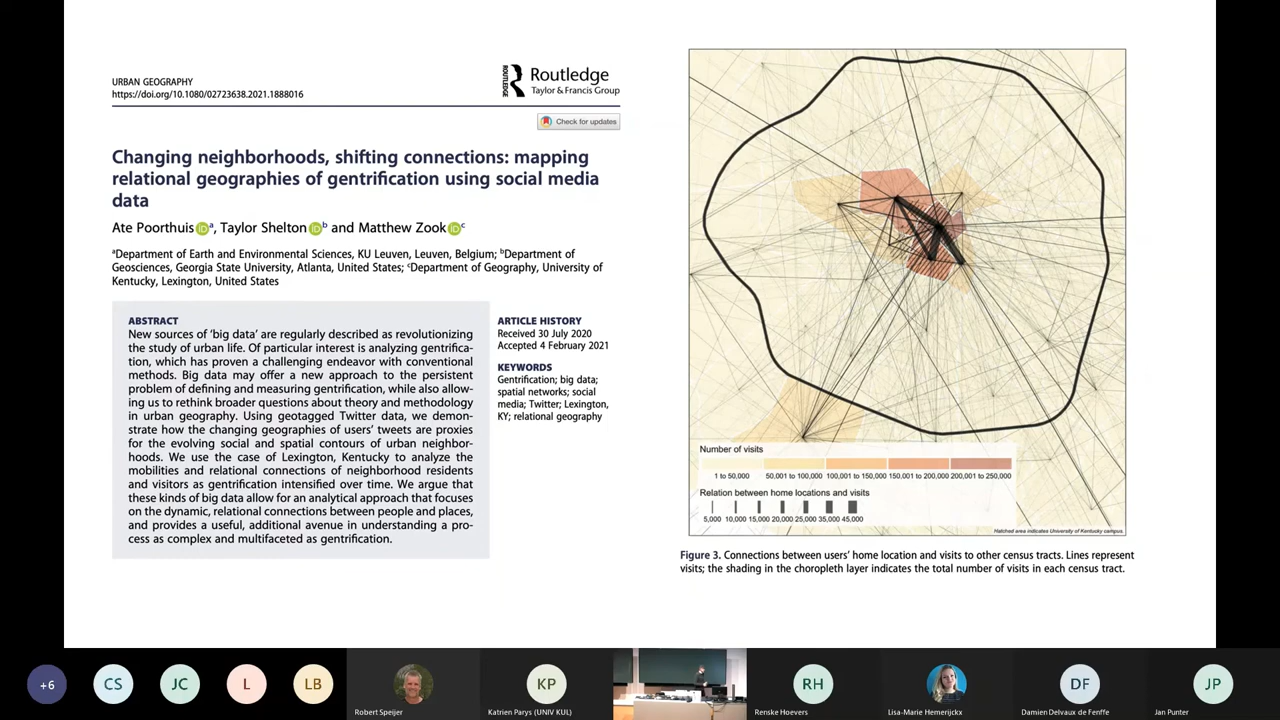 URBAN GEOGRAPHY
https://doi.org/10.1080/02723638.2021.1888016
ROUTLEDGE
Routledge
Taylor & Francis Group
Check for updates
Changing neighborhoods, shifting connections: mapping
relational geographies of gentrification using social media
data
Ate Poorthuis iD a, Taylor Shelton iD b and Matthew Zook iD c
aDepartment of Earth and Environmental Sciences, KU Leuven, Leuven, Belgium; bDepartment of
Geosciences, Georgia State University, Atlanta, United States; cDepartment of Geography, University of
Kentucky, Lexington, United States
ABSTRACT
New sources of 'big data' are regularly described as revolutionizing
the study of urban life. Of particular interest is analyzing gentrifica-
tion, which has proven a challenging endeavor with conventional
methods. Big data may offer a new approach to the persistent
problem of defining and measuring gentrification, while also allow-
ing us to rethink broader questions about theory and methodology
in urban geography. Using geotagged Twitter data, we demon-
strate how the changing geographies of users' tweets are proxies
for the evolving social and spatial contours of urban neighbor-
hoods. We use the case of Lexington, Kentucky to analyze the
mobilities and relational connections of neighborhood residents
and visitors as gentrification intensified over time. We argue that
these kinds of big data allow for an analytical approach that focuses
on the dynamic, relational connections between people and places,
and provides a useful, additional avenue in understanding a pro-
cess as complex and multifaceted as gentrification.
ARTICLE HISTORY
Received 30 July 2020
Accepted 4 February 2021
KEYWORDS
Gentrification; big data;
spatial networks; social
media; Twitter; Lexington,
KY; relational geography
Number of visits
1 to 50,000 50,001 to 100,000 100,001 to 150,000 150,001 to 200,000 200,001 to 250,000
Relation between home locations and visits
5,000 10,000 15,000 20,000 25,000 35,000 45,000
Hatched area indicates University of Kentucky campus.
Figure 3. Connections between users' home location and visits to other census tracts. Lines represent
visits; the shading in the choropleth layer indicates the total number of visits in each census tract.
+6
CS
JC
L
LB
Robert Speijer
KP
Katrien Parys (UNIV KUL)
RH
Renske Hoevers
Lisa-Marie Hemerijckx
DF
Damien Delvaux de Fenffe
JP
Jan Punter